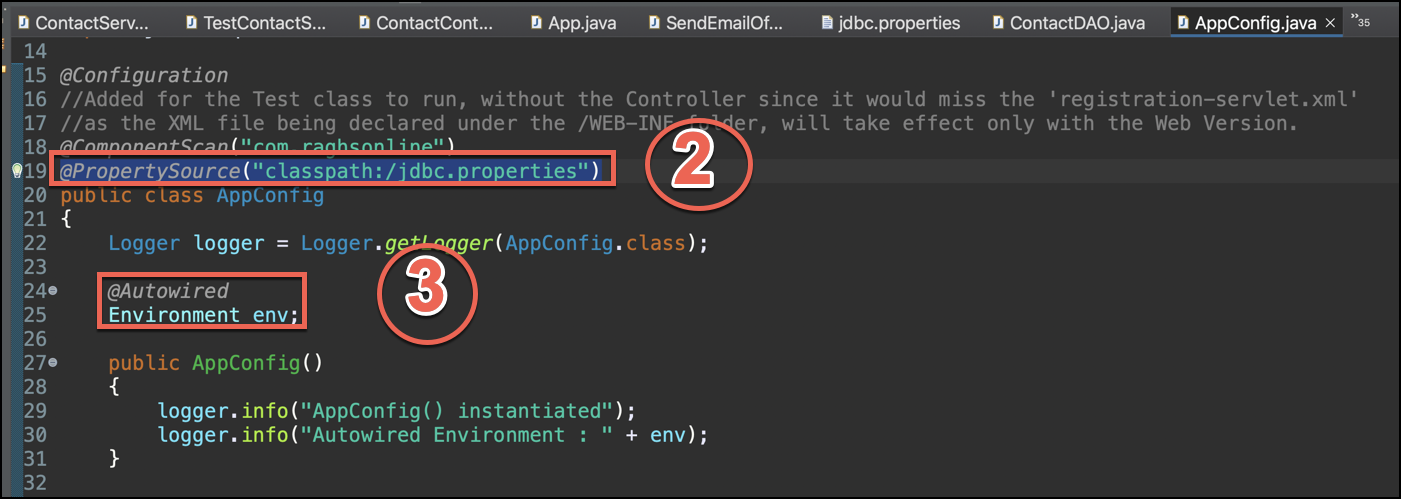 ContactServ... TestContactS... ContactCont... App.java SendEmailOf... jdbc.properties ContactDAO.java AppConfig.java × »35
14
15 @Configuration
16 //Added for the Test class to run, without the Controller since it would miss the 'registration-servlet.xml'
17 //as the XML file being declared under the /WEB-INF folder, will take effect only with the Web Version.
18 @ComponentScan("com.raghsonline")
19 @PropertySource("classpath:/jdbc.properties")
2
20 public class AppConfig
21 {
22 Logger logger = Logger.getLogger(AppConfig.class);
23
24 @Autowired
25 Environment env;
3
26
27 public AppConfig()
28 {
29 logger.info("AppConfig() instantiated");
30 logger.info("Autowired Environment : " + env);
31 }
32